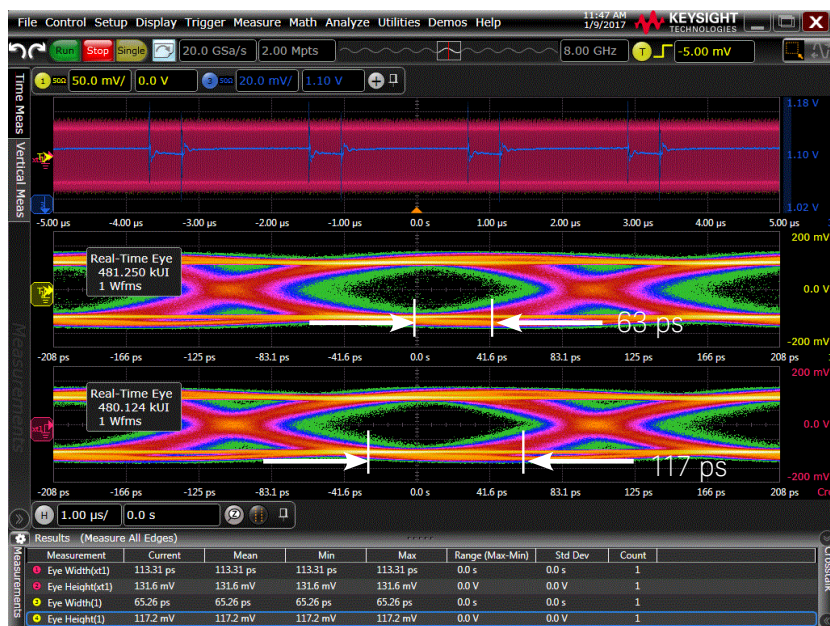 File Control Setup Display Trigger Measure Math Analyze Utilities Demos Help
11:47 AM
1/9/2017
KEYSIGHT
TECHNOLOGIES
Run Stop Single 20.0 GSa/s 2.00 Mpts 8.00 GHz T -5.00 mV
1 50Ω 50.0 mV/ 0.0 V 2 50Ω 20.0 mV/ 1.10 V
Time Meas
Vertical Meas
Measurements
1.18 V
1.10 V
1.02 V
-5.00 µs -4.00 µs -3.00 µs -2.00 µs -1.00 µs 0.0 s 1.00 µs 2.00 µs 3.00 µs 4.00 µs 5.00 µs
200 mV
Real-Time Eye
481.250 kUI
1 Wfms
0.0 V
63 ps
-200 mV
-208 ps -166 ps -125 ps -83.1 ps -41.6 ps 0.0 s 41.6 ps 83.1 ps 125 ps 166 ps 208 ps
200 mV
Real-Time Eye
480.124 kUI
1 Wfms
0.0 V
117 ps
-200 mV
-208 ps -166 ps -125 ps -83.1 ps -41.6 ps 0.0 s 41.6 ps 83.1 ps 125 ps 166 ps 208 ps
H 1.00 µs/ 0.0 s Z
Results (Measure All Edges)
Measurement Current Mean Min Max Range (Max-Min) Std Dev Count
Eye Width(xt1) 113.31 ps 113.31 ps 113.31 ps 113.31 ps 0.0 s 0.0 s 1
Eye Height(xt1) 131.6 mV 131.6 mV 131.6 mV 131.6 mV 0.0 V 0.0 V 1
Eye Width(1) 65.26 ps 65.26 ps 65.26 ps 65.26 ps 0.0 s 0.0 s 1
Eye Height(1) 117.2 mV 117.2 mV 117.2 mV 117.2 mV 0.0 V 0.0 V 1
Measurements
Crosstalk